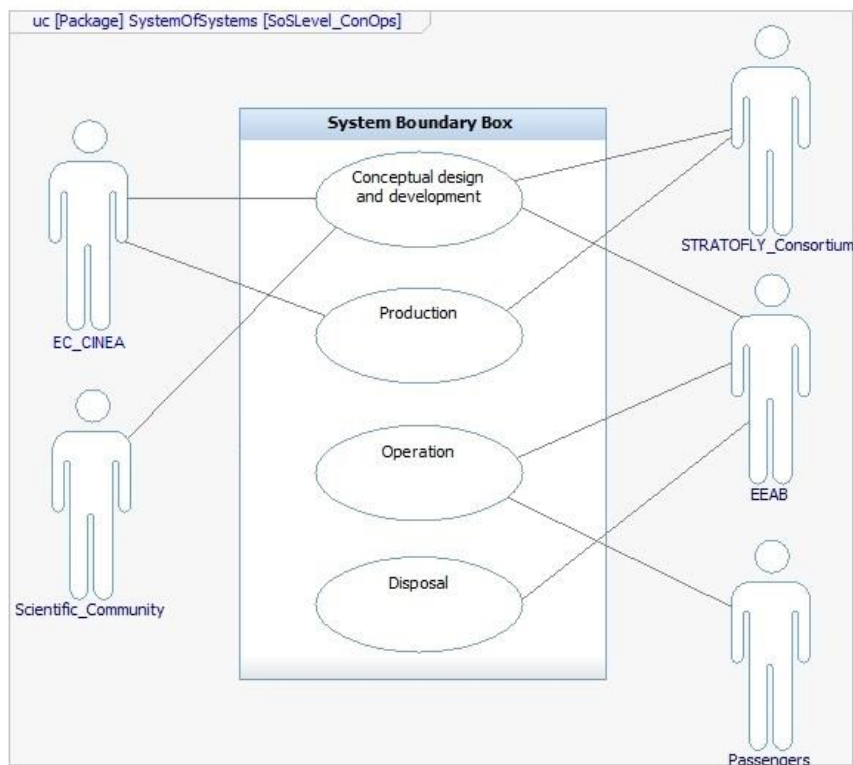 uc [Package] SystemOfSystems [SoSLevel_ConOps]
System Boundary Box
Conceptual design
and development
STRATOFLY_Consortium
Production
EC_CINEA
Operation
EEAB
Disposal
Scientific_Community
Passengers